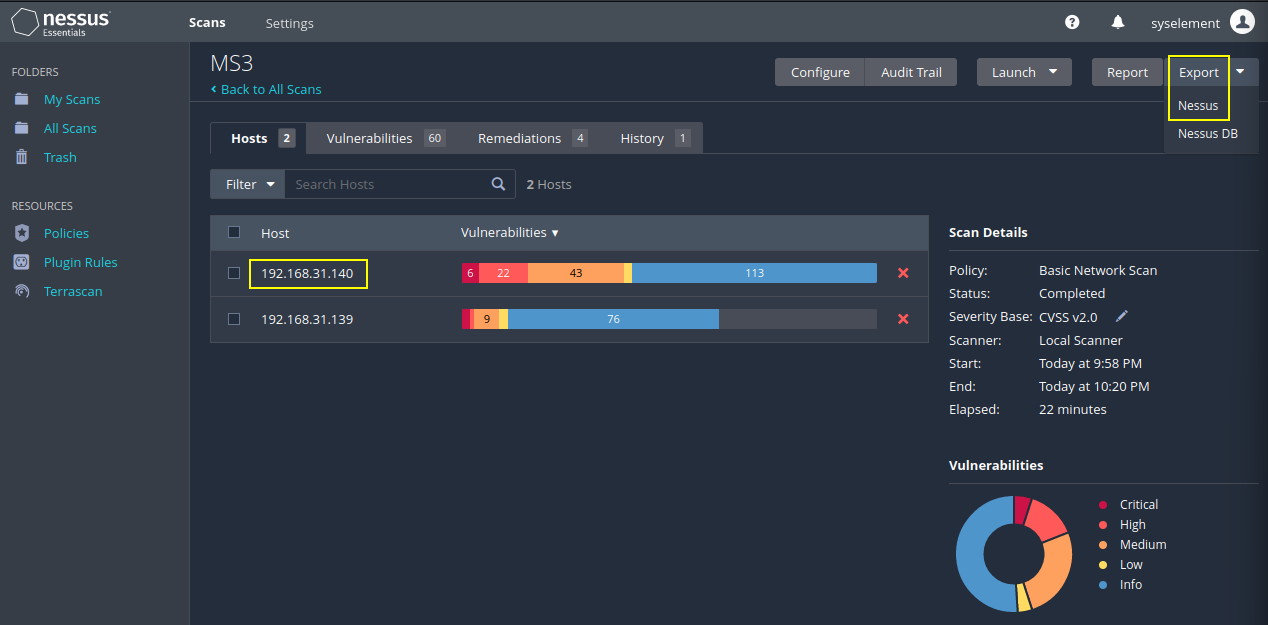 nessus
Essentials
Scans
Settings
?
syselement
FOLDERS
My Scans
All Scans
Trash
RESOURCES
Policies
Plugin Rules
Terrascan
MS3
< Back to All Scans
Configure
Audit Trail
Launch
Report
Export
Nessus
Nessus DB
Hosts 2
Vulnerabilities 60
Remediations 4
History 1
Filter
Search Hosts
2 Hosts
Host
Vulnerabilities
192.168.31.140
6 22 43 113
192.168.31.139
9 76
Scan Details
Policy: Basic Network Scan
Status: Completed
Severity Base: CVSS v2.0
Scanner: Local Scanner
Start: Today at 9:58 PM
End: Today at 10:20 PM
Elapsed: 22 minutes
Vulnerabilities
Critical
High
Medium
Low
Info